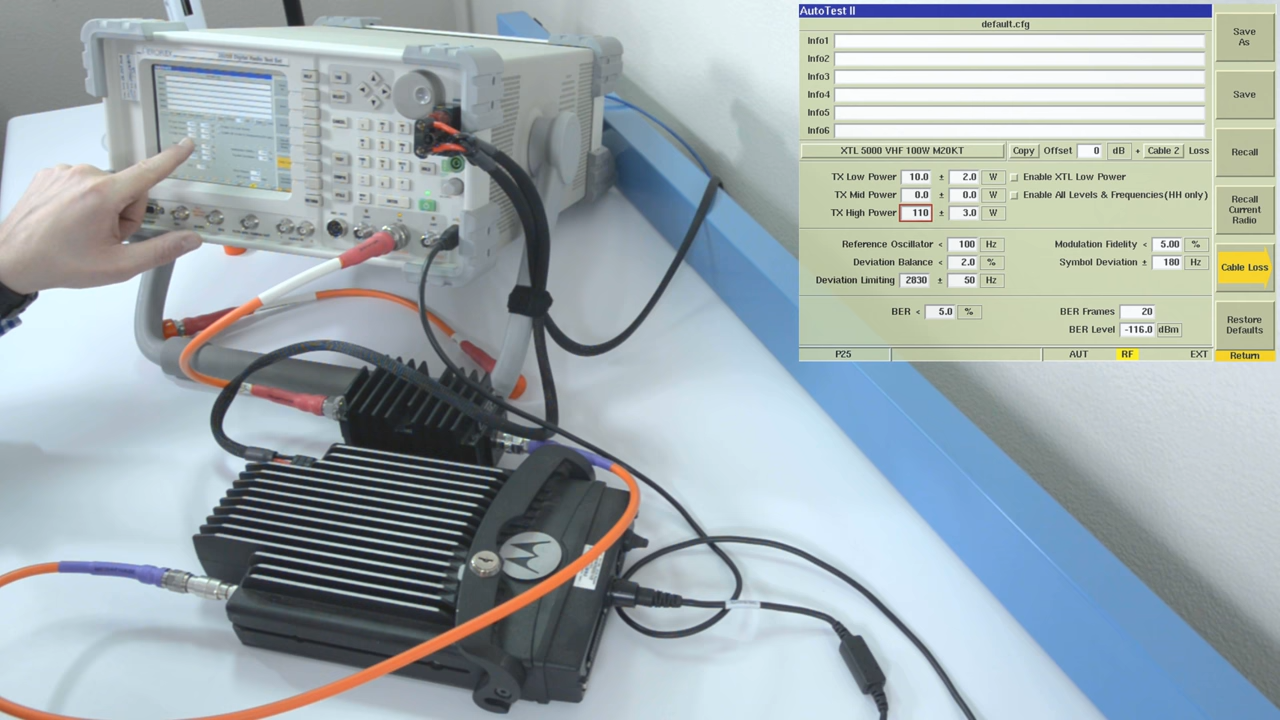 AutoTest II
default.cfg
Info1
Info2
Info3
Info4
Info5
Info6
XTL 5000 VHF 100W M20KT Copy Offset 0 dB + Cable 2 Loss
TX Low Power 10.0 ± 2.0 W Enable XTL Low Power
TX Mid Power 0.0 ± 0.0 W Enable All Levels & Frequencies(HH only)
TX High Power 110 ± 3.0 W
Reference Oscillator < 100 Hz Modulation Fidelity < 5.00 %
Deviation Balance < 2.0 % Symbol Deviation ± 180 Hz
Deviation Limiting 2830 ± 50 Hz
BER < 5.0 % BER Frames 20
BER Level -116.0 dBm
P25 AUT RF EXT
Save
As
Save
Recall
Recall
Current
Radio
Cable Loss
Restore
Defaults
Return